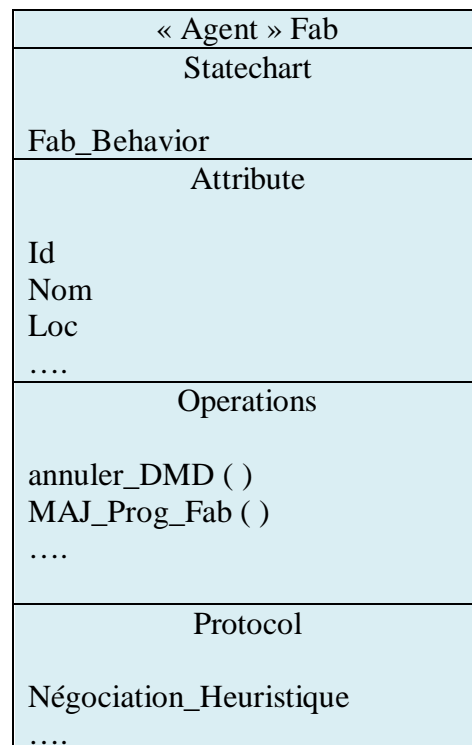 « Agent » Fab
Statechart
Fab_Behavior
Attribute
Id
Nom
Loc
….
Operations
annuler_DMD ( )
MAJ_Prog_Fab ( )
….
Protocol
Négociation_Heuristique
….